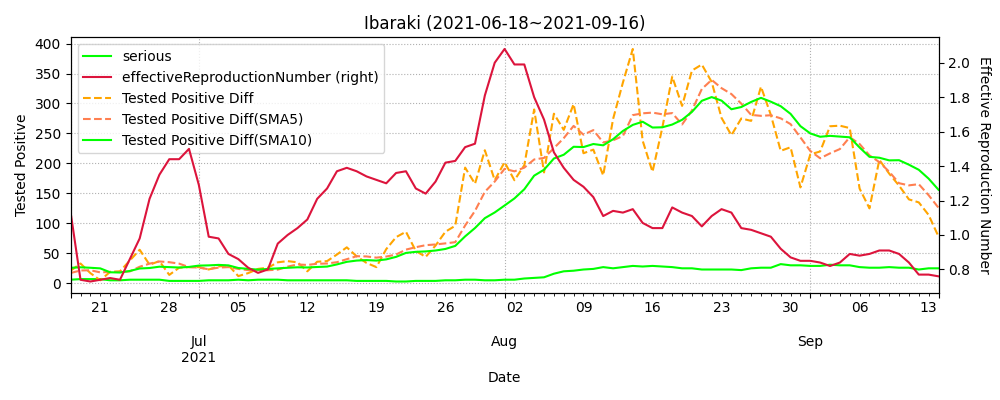 Ibaraki (2021-06-18~2021-09-16)
serious
effectiveReproductionNumber (right)
Tested Positive Diff
Tested Positive Diff(SMA5)
Tested Positive Diff(SMA10)
Tested Positive
400
350
300
250
200
150
100
50
0
2.0
1.8
1.6
1.4
1.2
1.0
0.8
Effective Reproduction Number
21 28 05 12 19 26 02 09 16 23 30 06 13
Jul Aug Sep
2021
Date